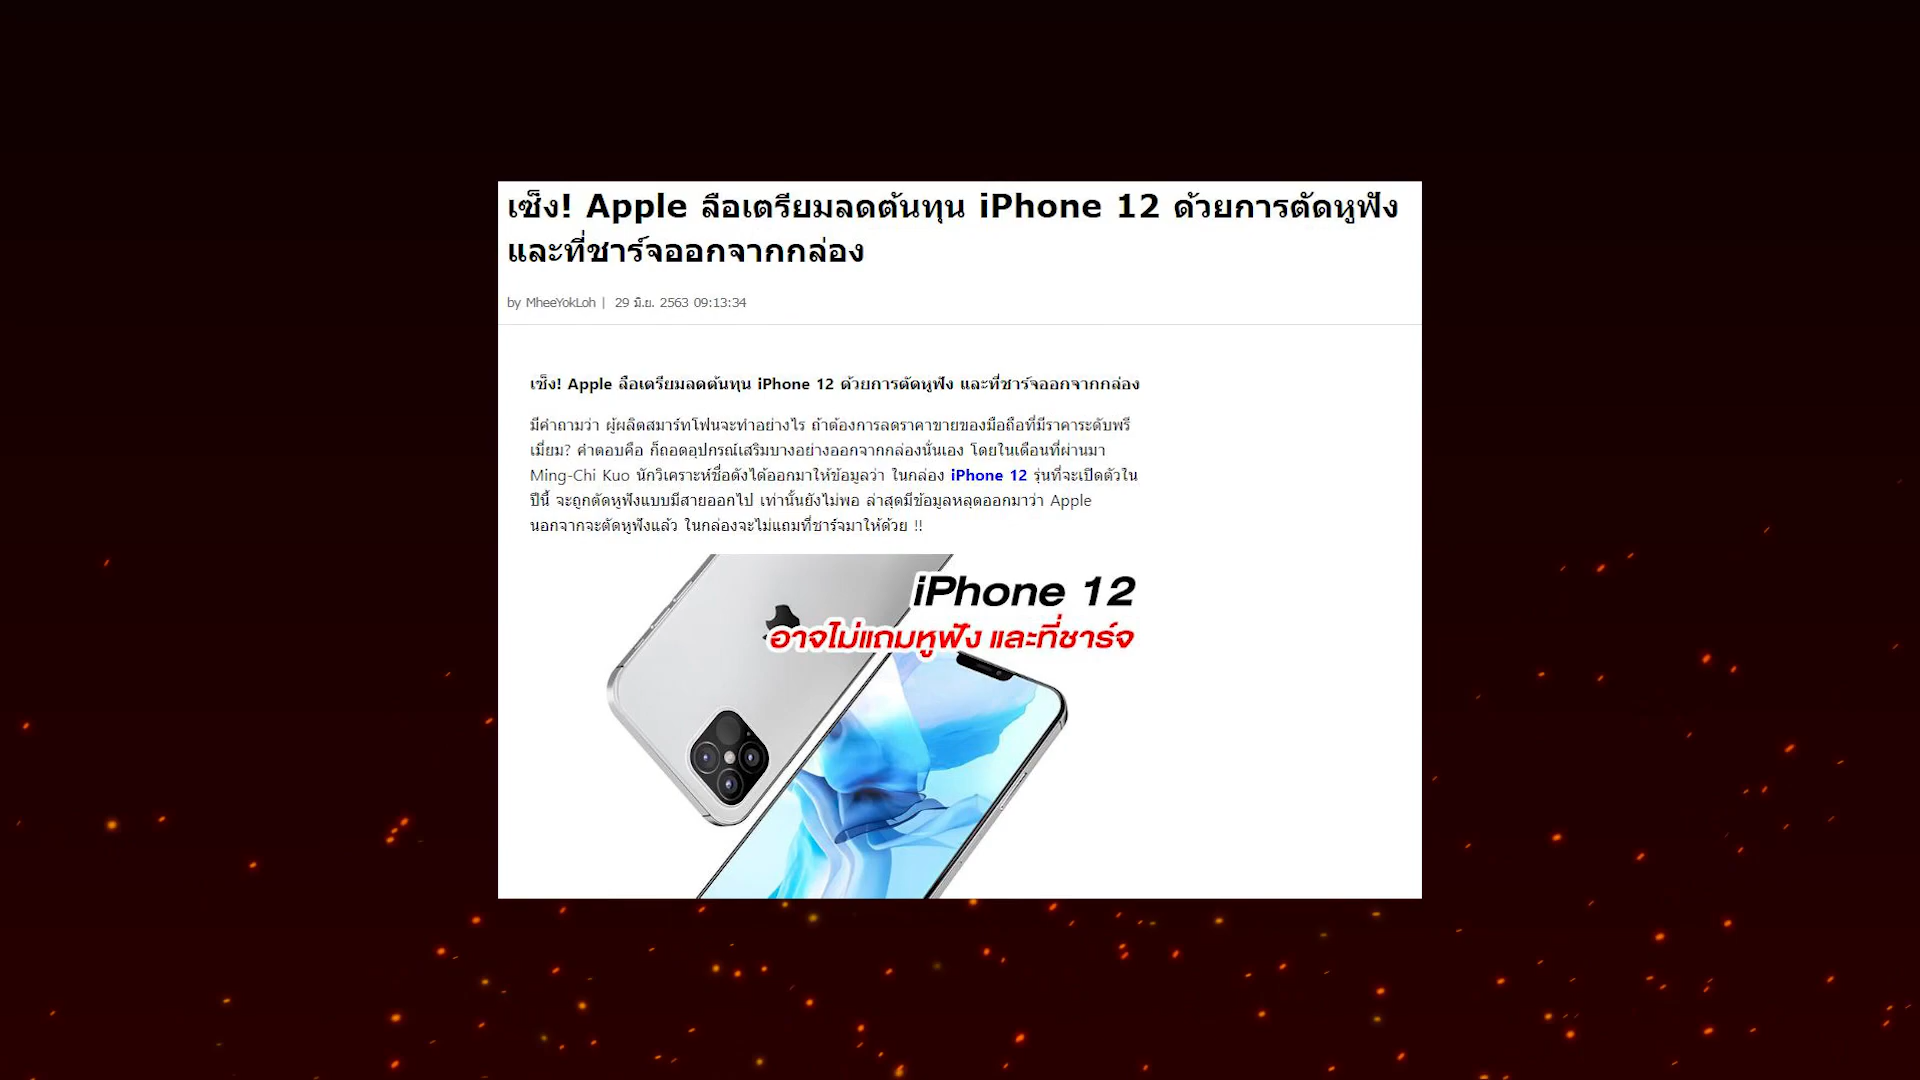 เซ็ง! Apple ลือเตรียมลดต้นทุน iPhone 12 ด้วยการตัดหูฟัง
และที่ชาร์จออกจากกล่อง
by MheeYokLoh | 29 มิ.ย. 2563 09:13:34
เซ็ง! Apple ลือเตรียมลดต้นทุน iPhone 12 ด้วยการตัดหูฟัง และที่ชาร์จออกจากกล่อง
มีคำถามว่า ผู้ผลิตสมาร์ทโฟนจะทำอย่างไร ถ้าต้องการลดราคาขายของมือถือที่มีราคาระดับพรี
เมี่ยม? คำตอบคือ ก็ถอดอุปกรณ์เสริมบางอย่างออกจากกล่องนั่นเอง โดยในเดือนที่ผ่านมา
Ming-Chi Kuo นักวิเคราะห์ชื่อดังได้ออกมาให้ข้อมูลว่า ในกล่อง iPhone 12 รุ่นที่จะเปิดตัวใน
ปีนี้ จะถูกตัดหูฟังแบบมีสายออกไป เท่านั้นยังไม่พอ ล่าสุดมีข้อมูลหลุดออกมาว่า Apple
นอกจากจะตัดหูฟังแล้ว ในกล่องจะไม่แถมที่ชาร์จมาให้ด้วย !!
iPhone 12
อาจไม่แถมหูฟัง และที่ชาร์จ